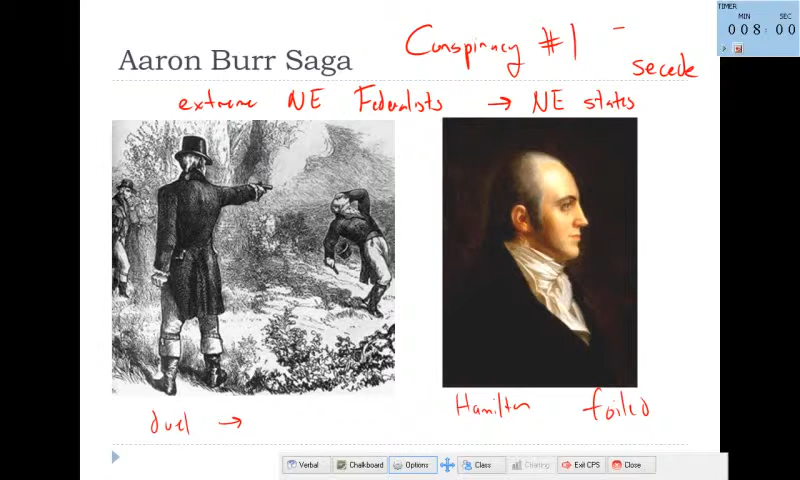 TIMER
MIN SEC
008:00
Conspiracy #1 -
Aaron Burr Saga
secede
extreme NE Federalists → NE states
Hamilton foiled
duel →
Verbal Chalkboard Options Class Charting Exit CPS Close